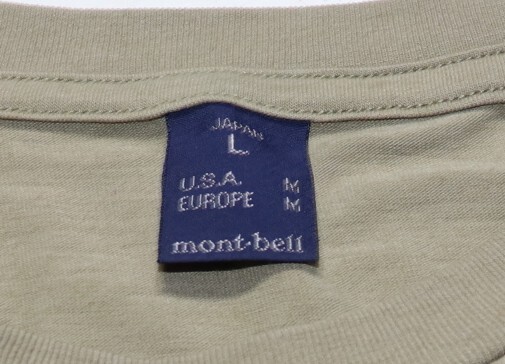 JAPAN
L
U.S.A. M
EUROPE M
mont-bell